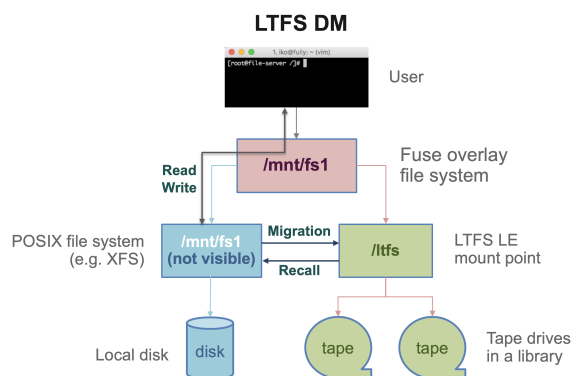 LTFS DM
1. iko@fully: ~ (vim)
[root@file-server /]#
User
/mnt/fs1
Fuse overlay
file system
Read
Write
POSIX file system
(e.g. XFS)
/mnt/fs1
(not visible)
Migration
Recall
/ltfs
LTFS LE
mount point
Local disk
disk
tape
tape
Tape drives
in a library